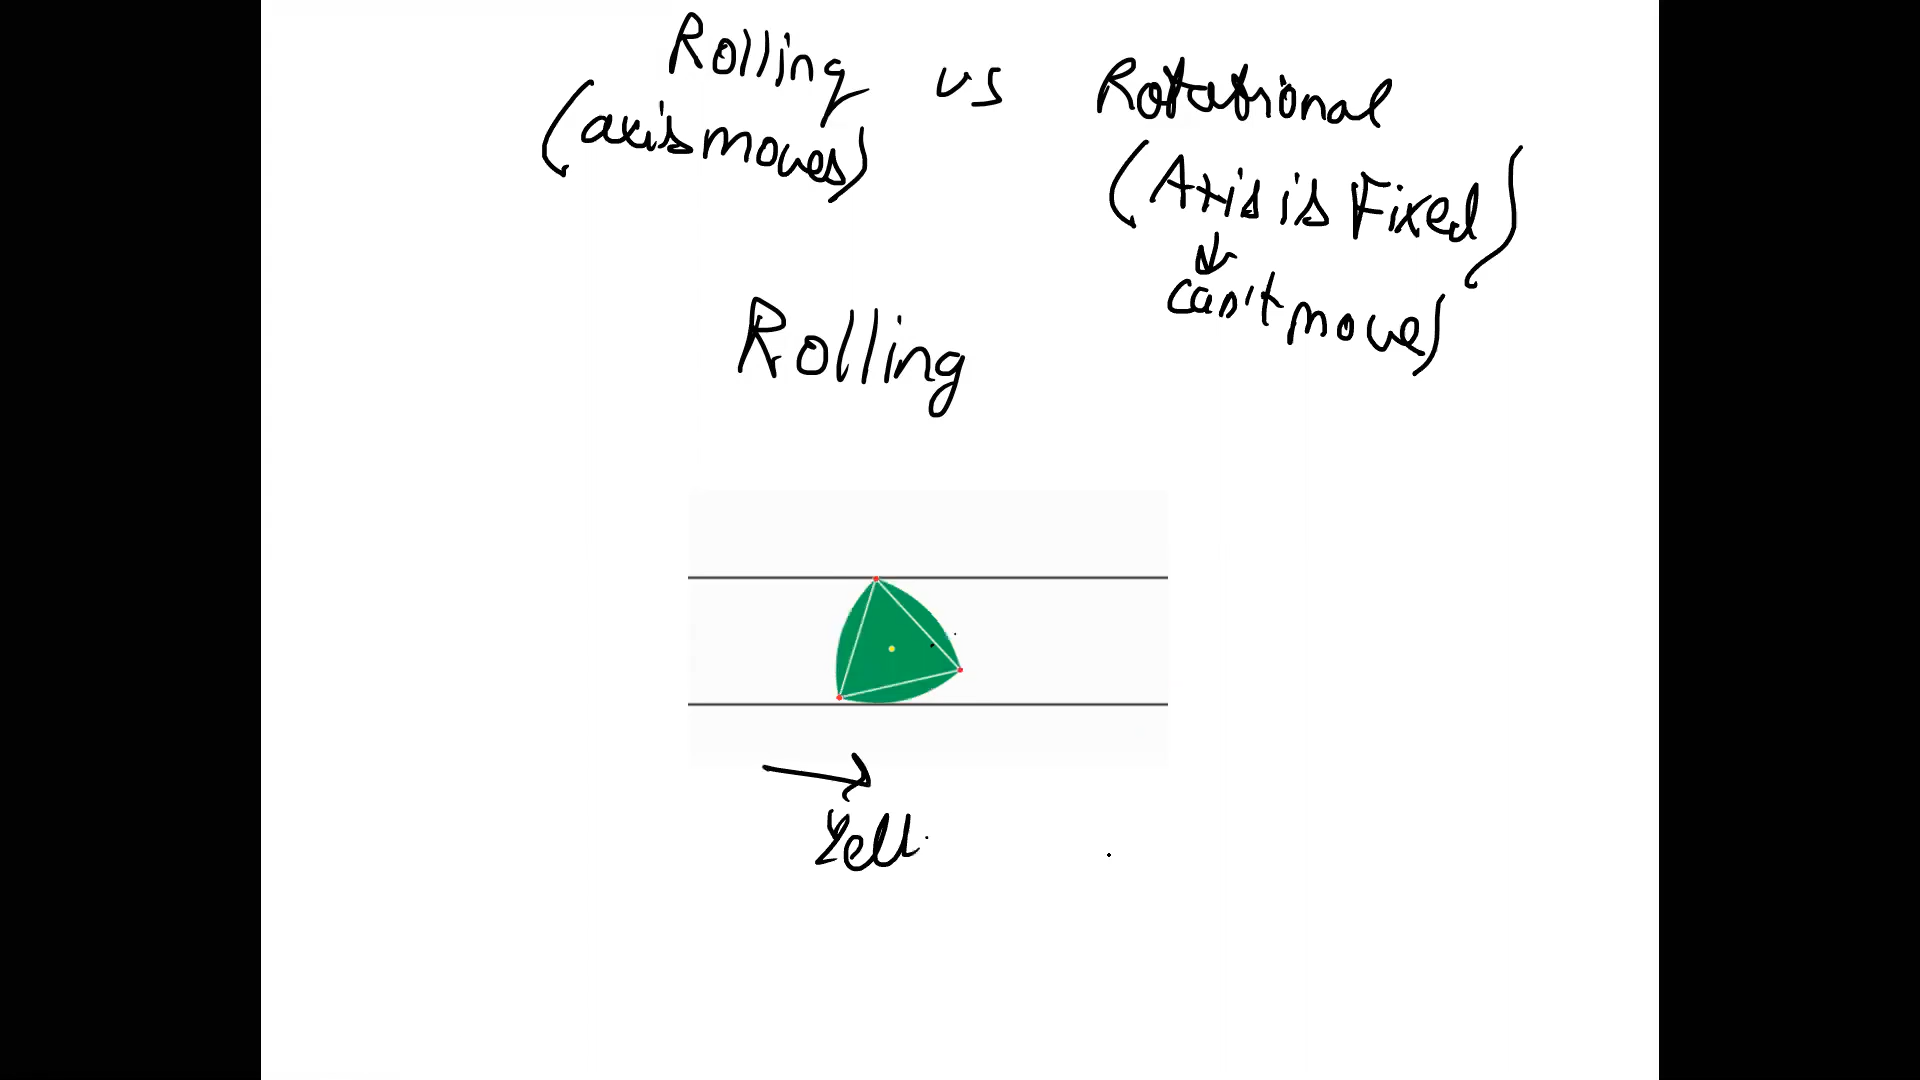 Rolling vs Rotational
(axis moves)
(Axis is Fixed)
can't move)
Rolling